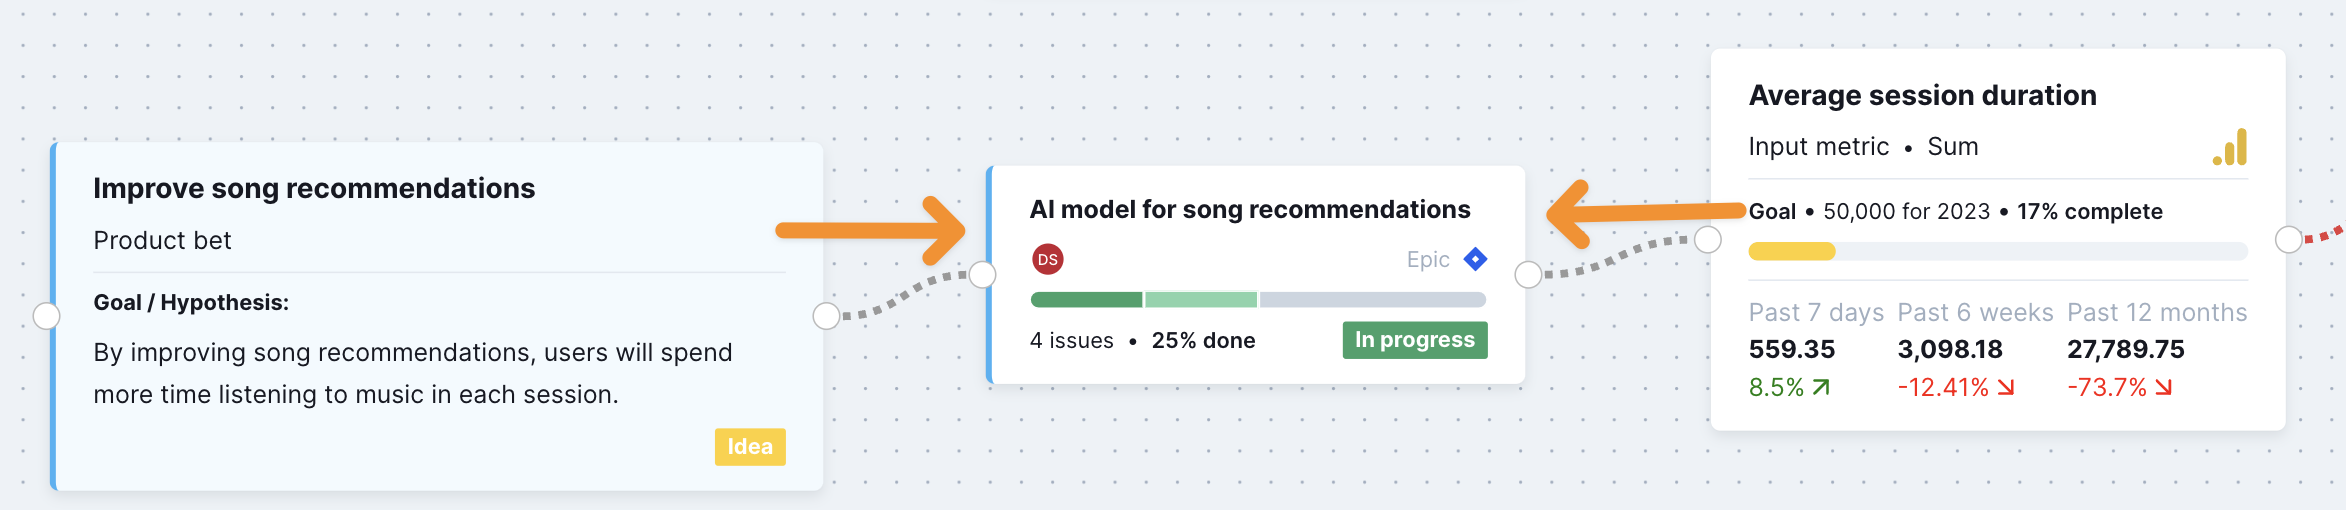 Improve song recommendations
Product bet
Goal / Hypothesis:
By improving song recommendations, users will spend
more time listening to music in each session.
Idea
AI model for song recommendations
DS
Epic
4 issues • 25% done
In progress
Average session duration
Input metric • Sum
Goal • 50,000 for 2023 • 17% complete
Past 7 days Past 6 weeks Past 12 months
559.35 3,098.18 27,789.75
8.5% -12.41% -73.7%